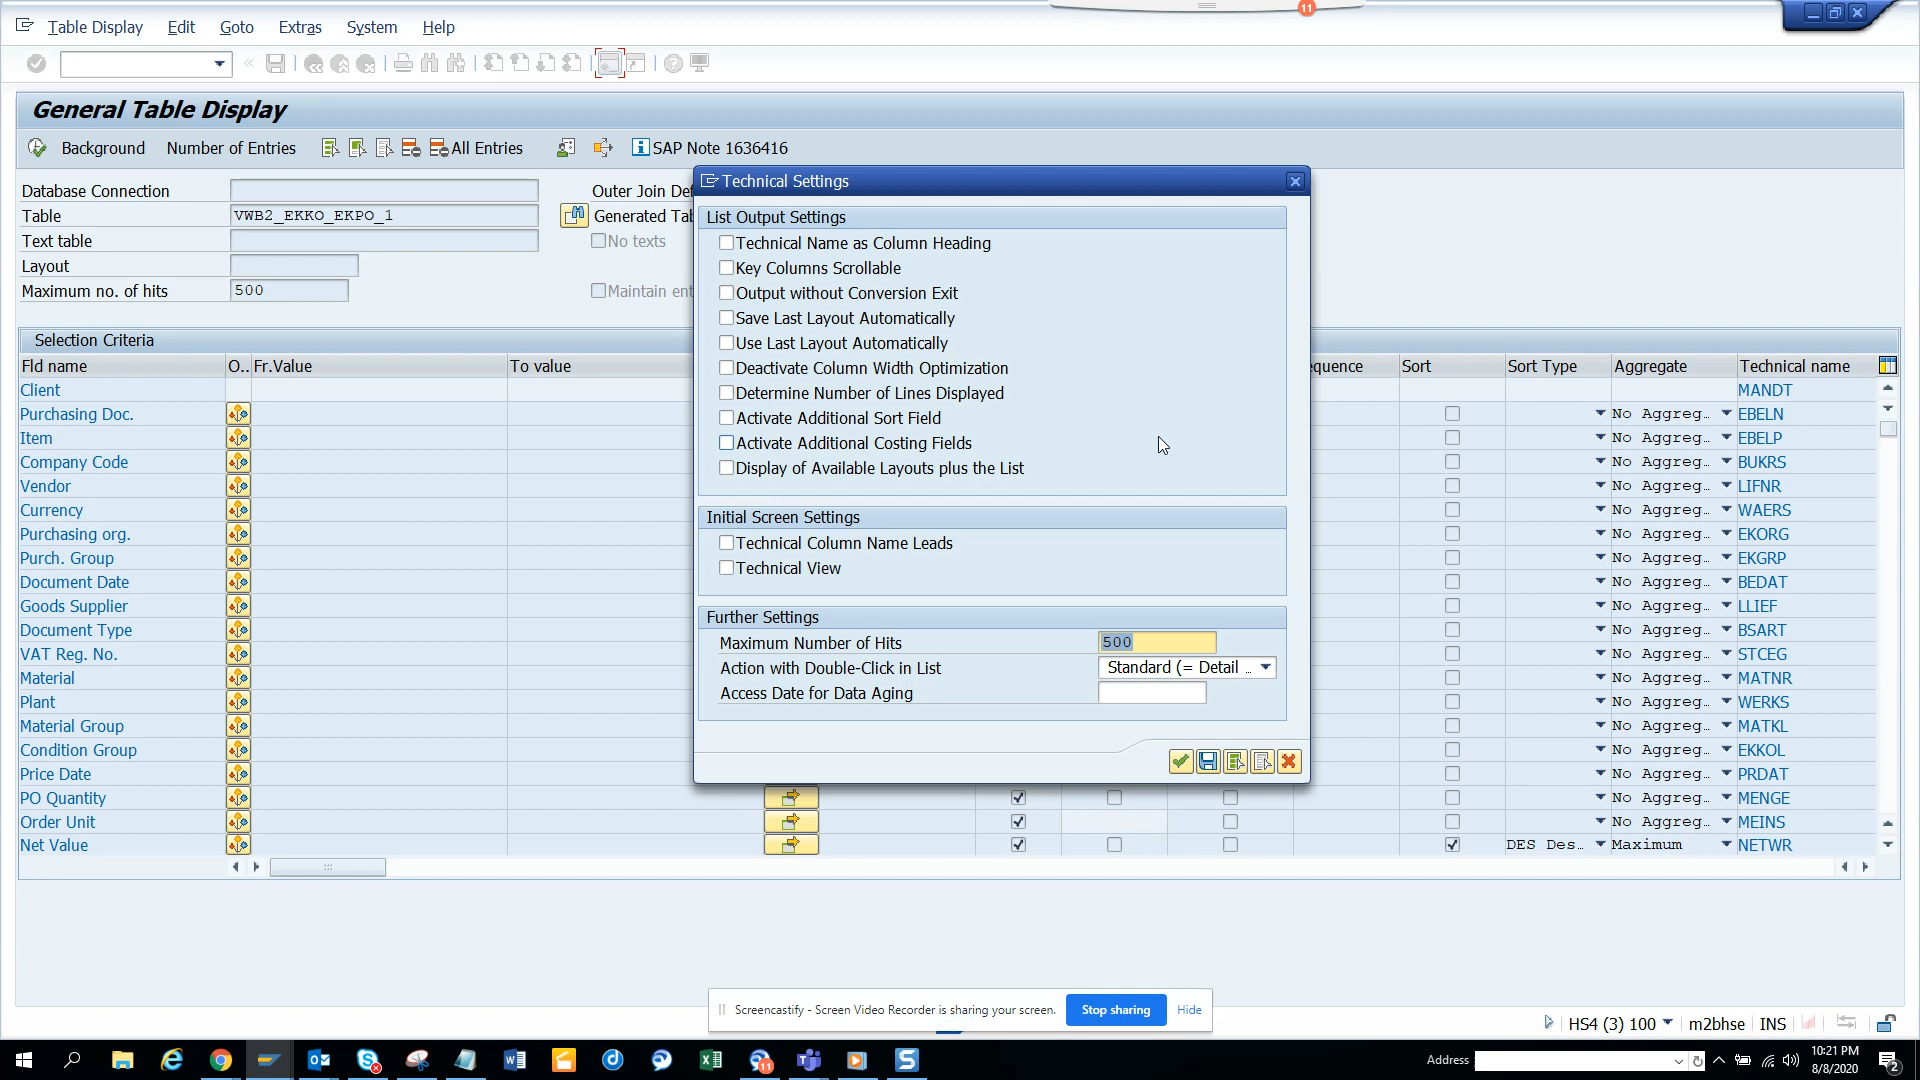 Table Display Edit Goto Extras System Help
11
General Table Display
Background Number of Entries All Entries SAP Note 1636416
Database Connection
Outer Join Def
Table VWB2_EKKO_EKPO_1
Generated Tab
Text table
No texts
Layout
Maximum no. of hits 500
Maintain ent
Selection Criteria
Fld name O.. Fr.Value To value equence Sort Sort Type Aggregate Technical name
Client MANDT
Purchasing Doc. No Aggreg… EBELN
Item No Aggreg… EBELP
Company Code No Aggreg… BUKRS
Vendor No Aggreg… LIFNR
Currency No Aggreg… WAERS
Purchasing org. No Aggreg… EKORG
Purch. Group No Aggreg… EKGRP
Document Date No Aggreg… BEDAT
Goods Supplier No Aggreg… LLIEF
Document Type No Aggreg… BSART
VAT Reg. No. No Aggreg… STCEG
Material No Aggreg… MATNR
Plant No Aggreg… WERKS
Material Group No Aggreg… MATKL
Condition Group No Aggreg… EKKOL
Price Date No Aggreg… PRDAT
PO Quantity No Aggreg… MENGE
Order Unit No Aggreg… MEINS
Net Value DES Des… Maximum NETWR
Technical Settings
List Output Settings
Technical Name as Column Heading
Key Columns Scrollable
Output without Conversion Exit
Save Last Layout Automatically
Use Last Layout Automatically
Deactivate Column Width Optimization
Determine Number of Lines Displayed
Activate Additional Sort Field
Activate Additional Costing Fields
Display of Available Layouts plus the List
Initial Screen Settings
Technical Column Name Leads
Technical View
Further Settings
Maximum Number of Hits 500
Action with Double-Click in List Standard (= Detail …
Access Date for Data Aging
Screencastify - Screen Video Recorder is sharing your screen. Stop sharing Hide
HS4 (3) 100 m2bhse INS
Address
10:21 PM
8/8/2020
11
2